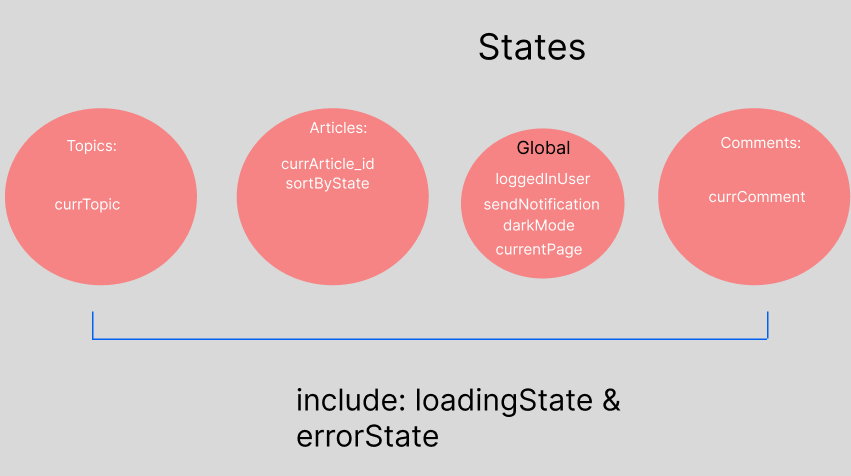 States
Topics:
currTopic
Articles:
currArticle_id
sortByState
Global
loggedInUser
sendNotification
darkMode
currentPage
Comments:
currComment
include: loadingState &
errorState